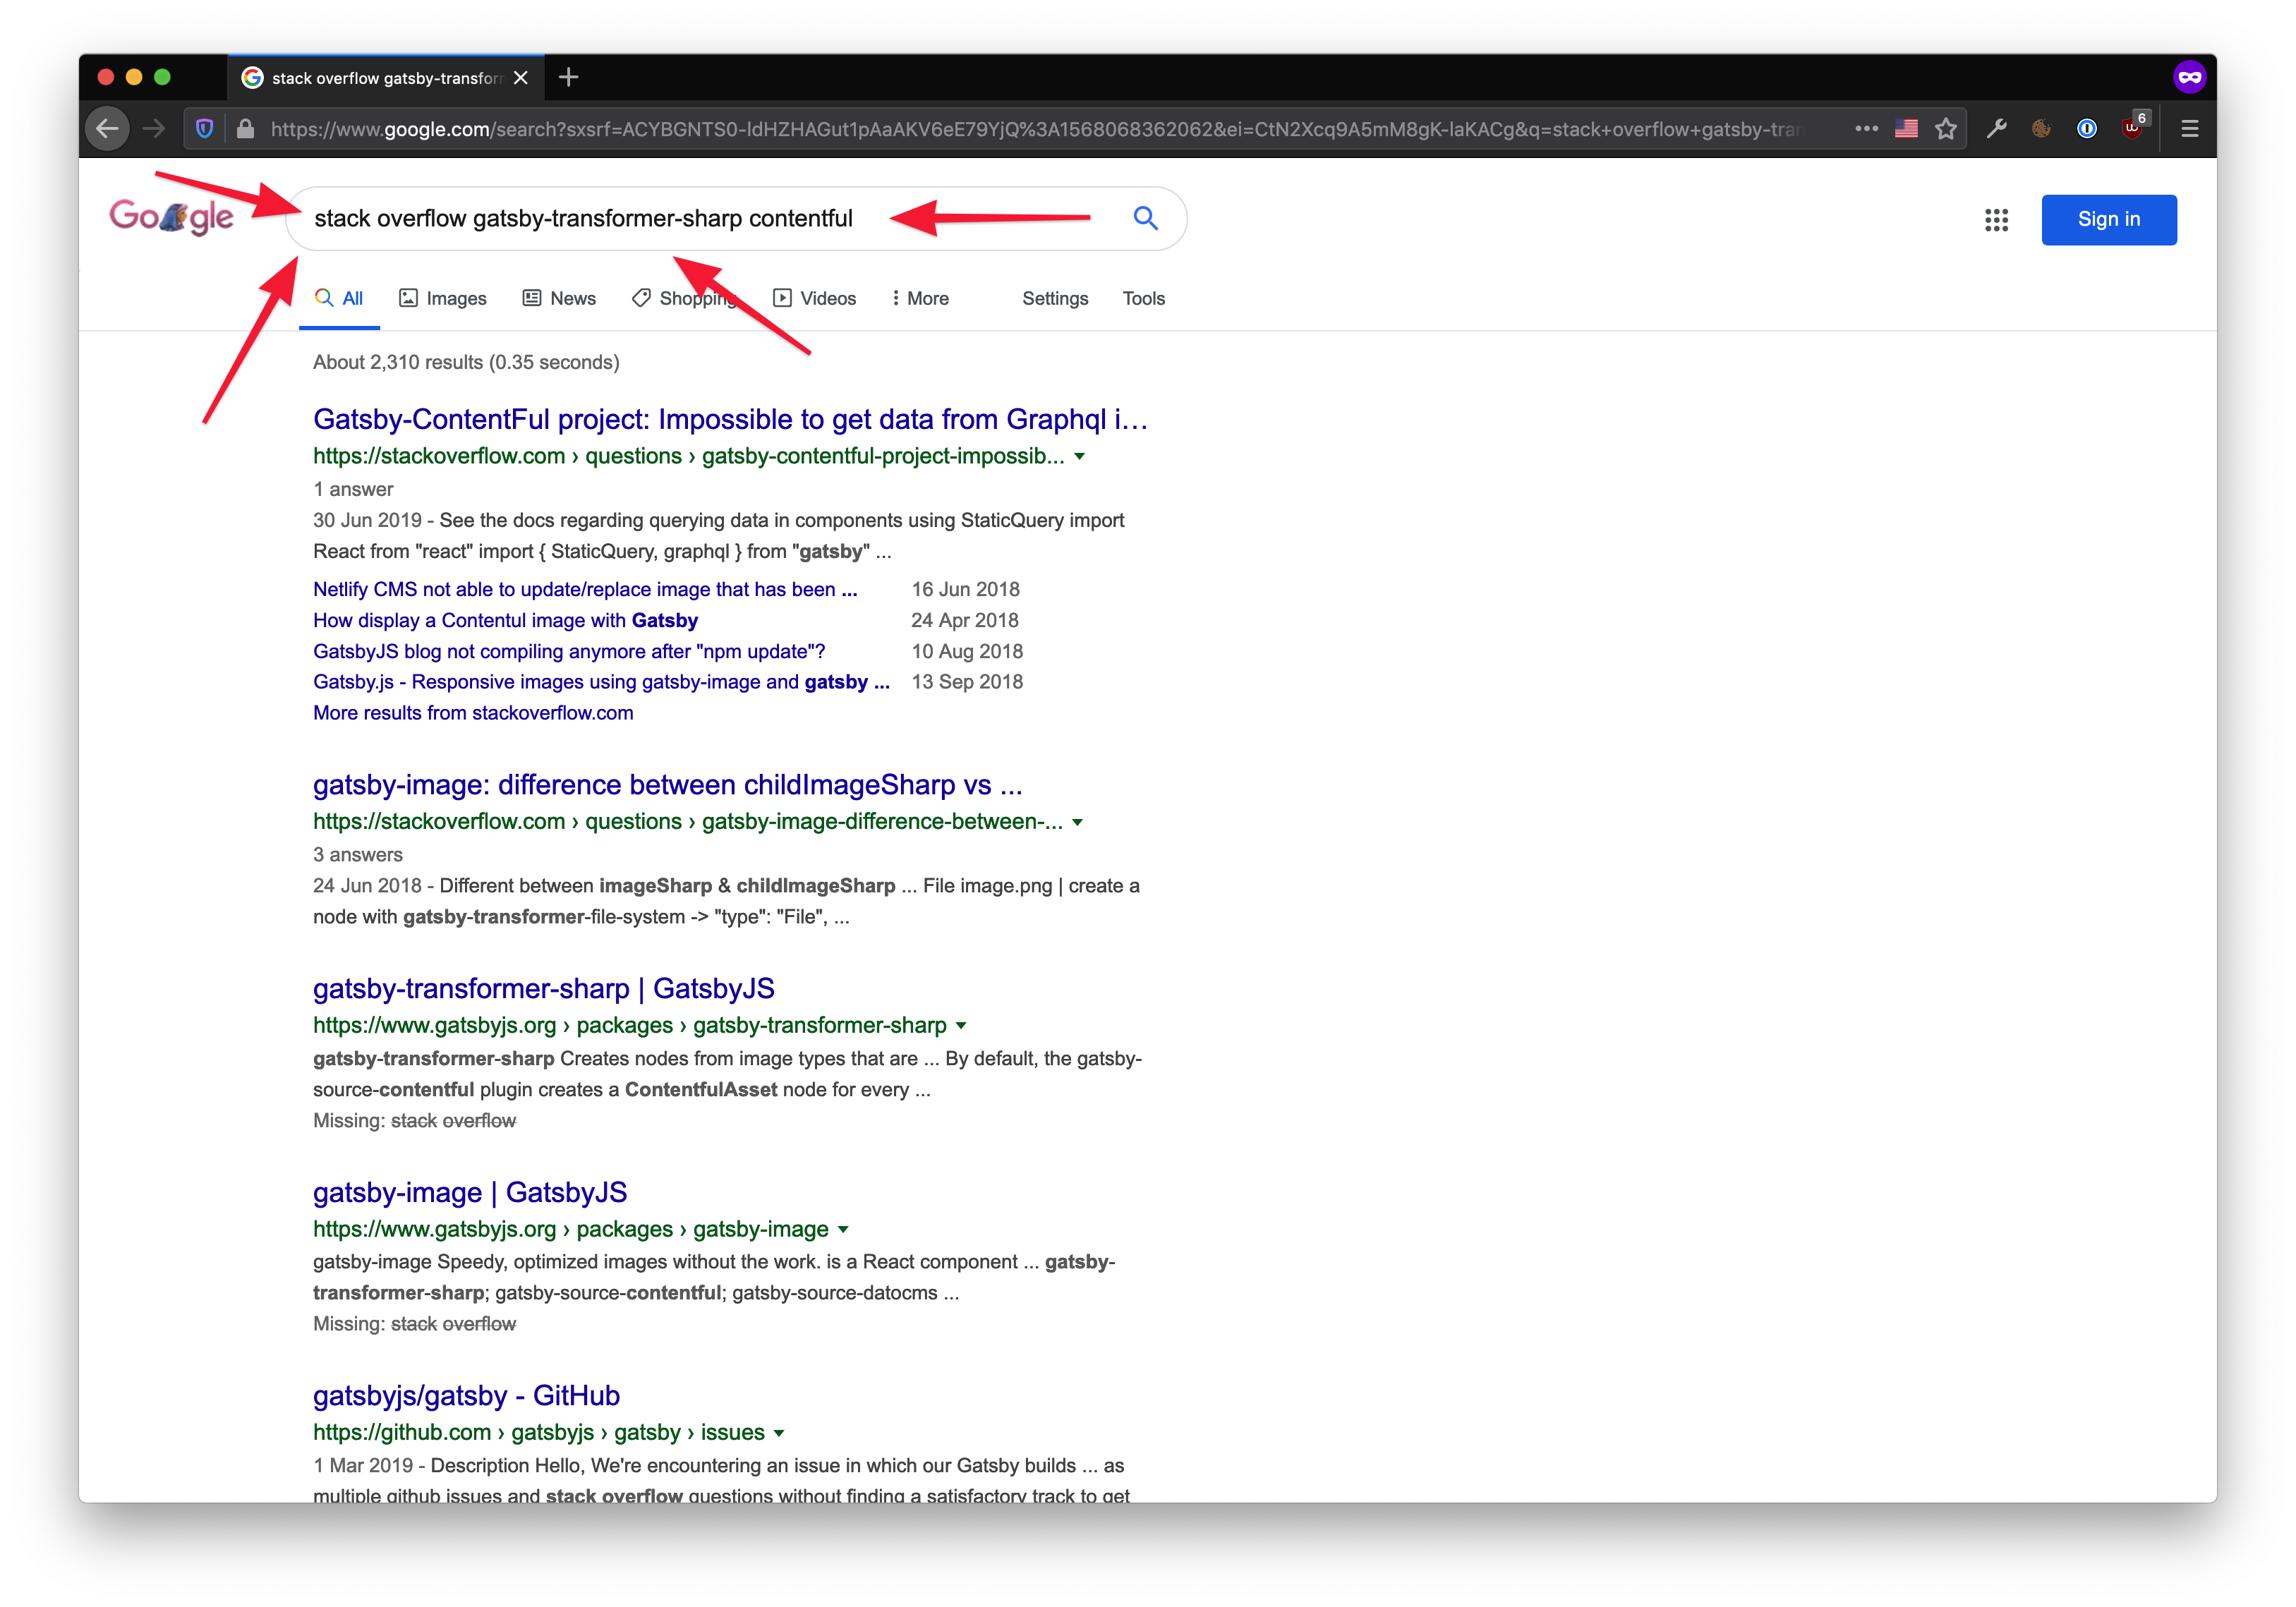 stack overflow gatsby-transfor
https://www.google.com/search?sxsrf=ACYBGNTS0-ldHZHAGut1pAaAKV6eE79YjQ%3A1568068362062&ei=CtN2Xcq9A5mM8gK-laKACg&q=stack+overflow+gatsby-tran
6
Google
stack overflow gatsby-transformer-sharp contentful
Sign in
All Images News Shopping Videos More Settings Tools
About 2,310 results (0.35 seconds)
Gatsby-ContentFul project: Impossible to get data from Graphql i...
https://stackoverflow.com › questions › gatsby-contentful-project-impossib...
1 answer
30 Jun 2019 - See the docs regarding querying data in components using StaticQuery import
React from "react" import { StaticQuery, graphql } from "gatsby" ...
Netlify CMS not able to update/replace image that has been ... 16 Jun 2018
How display a Contentul image with Gatsby 24 Apr 2018
GatsbyJS blog not compiling anymore after "npm update"? 10 Aug 2018
Gatsby.js - Responsive images using gatsby-image and gatsby ... 13 Sep 2018
More results from stackoverflow.com
gatsby-image: difference between childImageSharp vs ...
https://stackoverflow.com › questions › gatsby-image-difference-between-...
3 answers
24 Jun 2018 - Different between imageSharp & childImageSharp ... File image.png | create a
node with gatsby-transformer-file-system -> "type": "File", ...
gatsby-transformer-sharp | GatsbyJS
https://www.gatsbyjs.org › packages › gatsby-transformer-sharp
gatsby-transformer-sharp Creates nodes from image types that are ... By default, the gatsby-
source-contentful plugin creates a ContentfulAsset node for every ...
Missing: stack overflow
gatsby-image | GatsbyJS
https://www.gatsbyjs.org › packages › gatsby-image
gatsby-image Speedy, optimized images without the work. is a React component ... gatsby-
transformer-sharp; gatsby-source-contentful; gatsby-source-datocms ...
Missing: stack overflow
gatsbyjs/gatsby - GitHub
https://github.com › gatsbyjs › gatsby › issues
1 Mar 2019 - Description Hello, We're encountering an issue in which our Gatsby builds ... as
multiple github issues and stack overflow questions without finding a satisfactory track to get